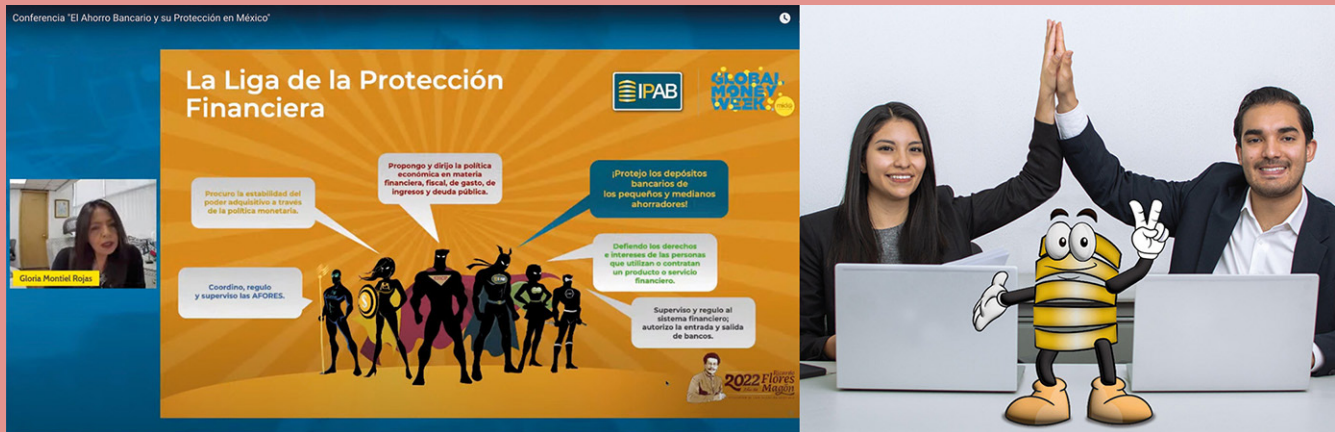 Conferencia "El Ahorro Bancario y su Protección en México"
La Liga de la Protección
Financiera
IPAB
GLOBAL
MONEY
WEEK
Propongo y dirijo la política
económica en materia
financiera, fiscal, de gasto, de
ingresos y deuda pública.
¡Protejo los depósitos
bancarios de
los pequeños y medianos
ahorradores!
Procuro la estabilidad del
poder adquisitivo a través
de la política monetaria.
Defiendo los derechos
e intereses de las personas
que utilizan o contratan
un producto o servicio
financiero.
Gloria Montiel Rojas
Coordino, regulo
y superviso las AFORES.
Superviso y regulo al
sistema financiero;
autorizo la entrada y salida
de bancos.
2022 Ricardo
Flores
Magón